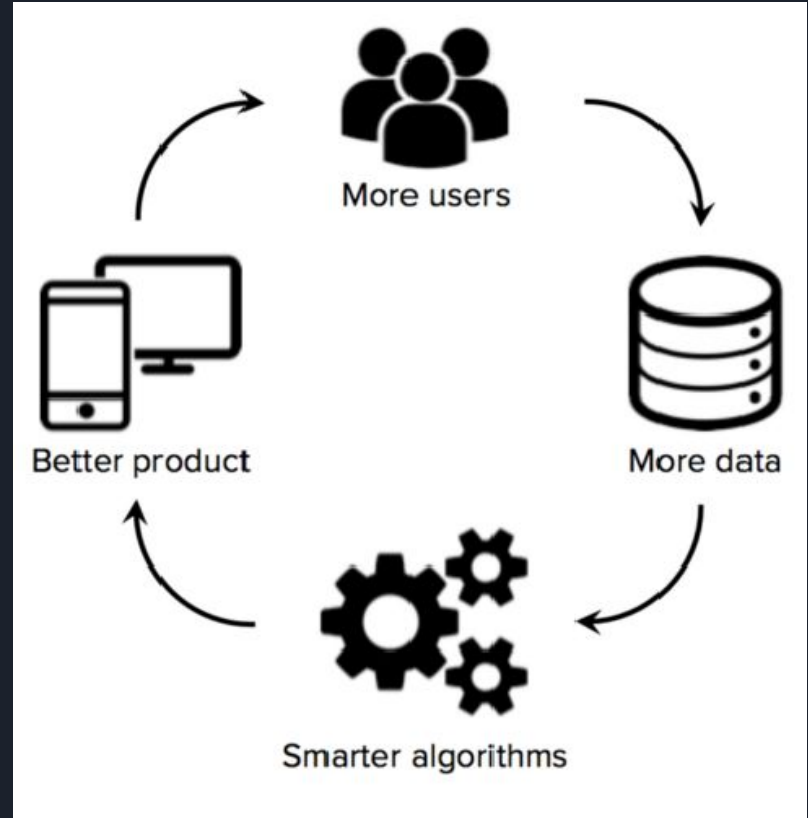 More users
Better product
More data
Smarter algorithms